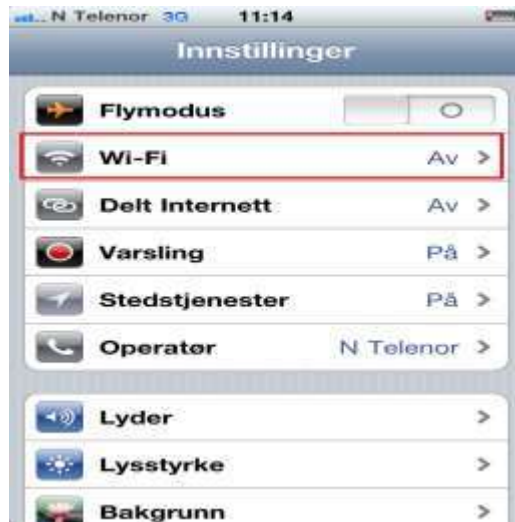 N Telenor 3G 11:14
Innstillinger
Flymodus
Wi-Fi Av
Delt Internett Av
Varsling På
Stedstjenester På
Operatør N Telenor
Lyder
Lysstyrke
Bakgrunn